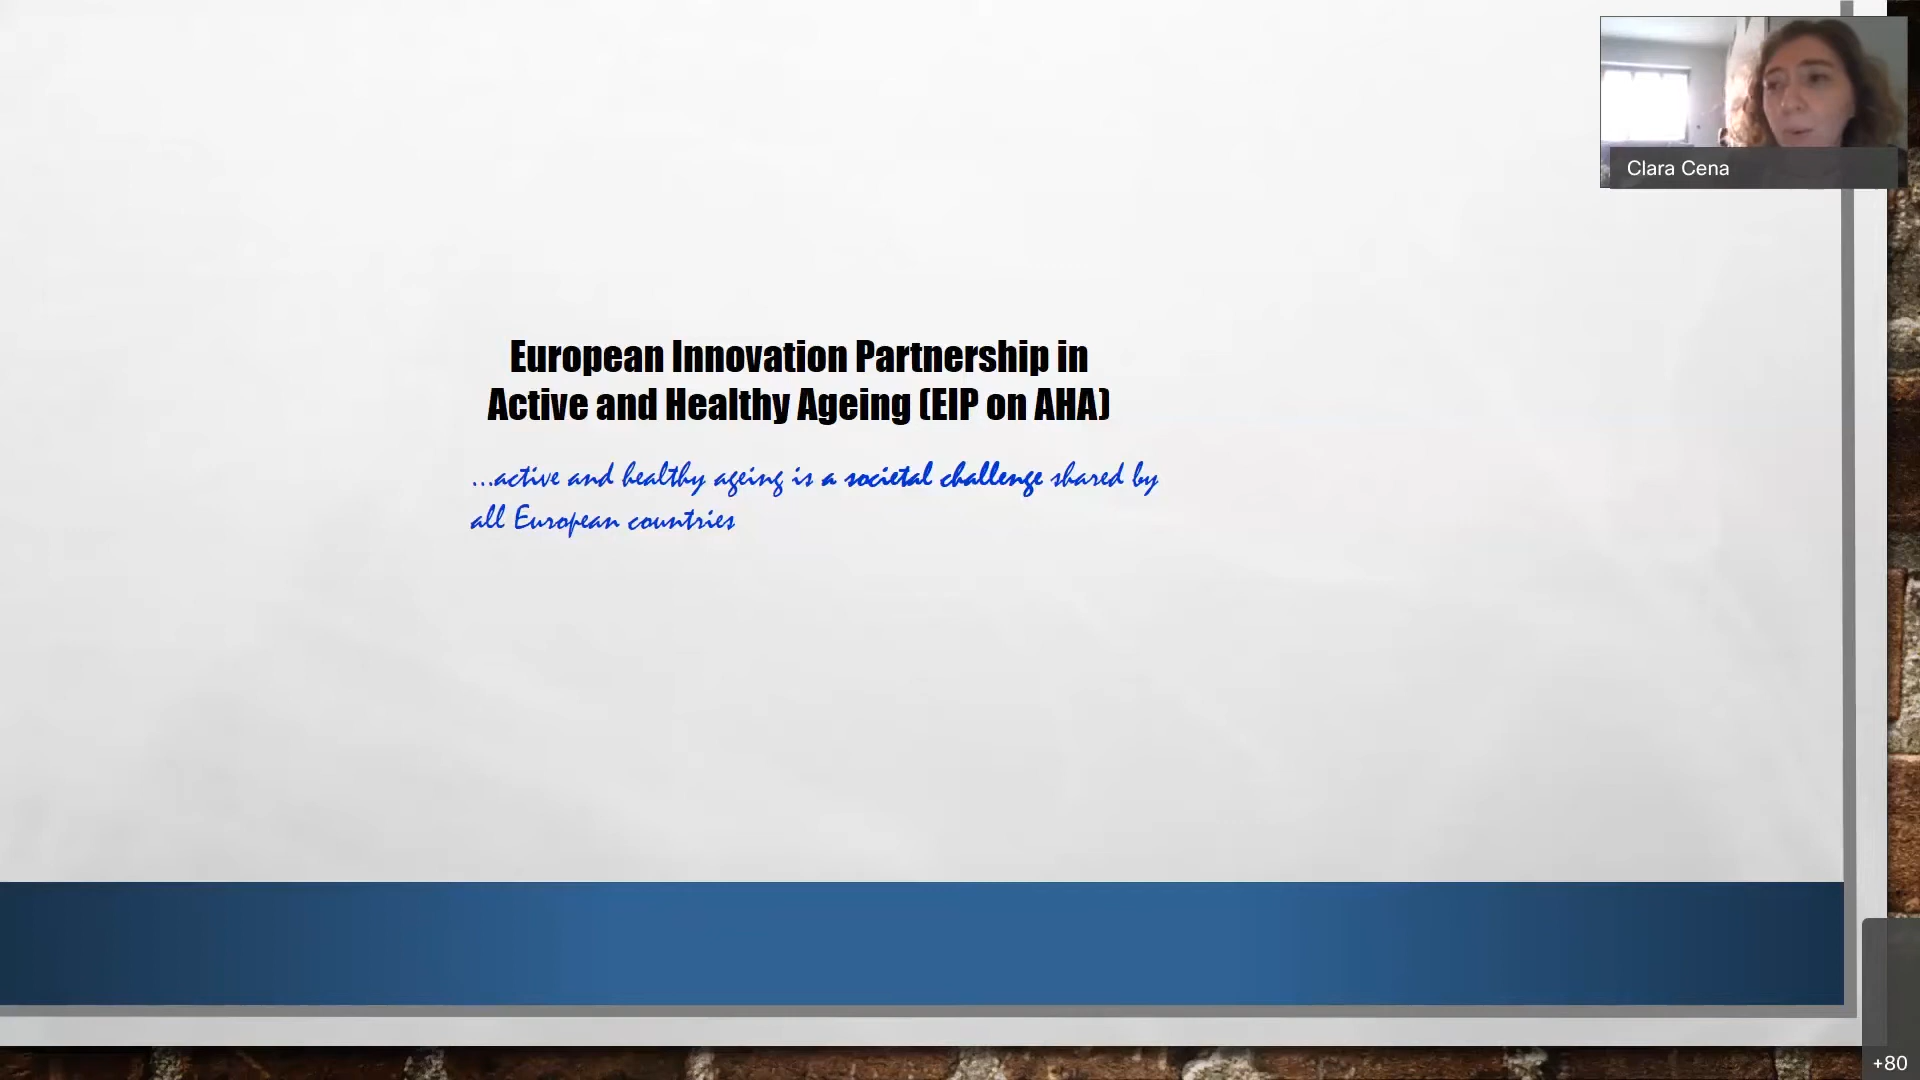 Clara Cena
European Innovation Partnership in
Active and Healthy Ageing (EIP on AHA)
...active and healthy ageing is a societal challenge shared by
all European countries
+80